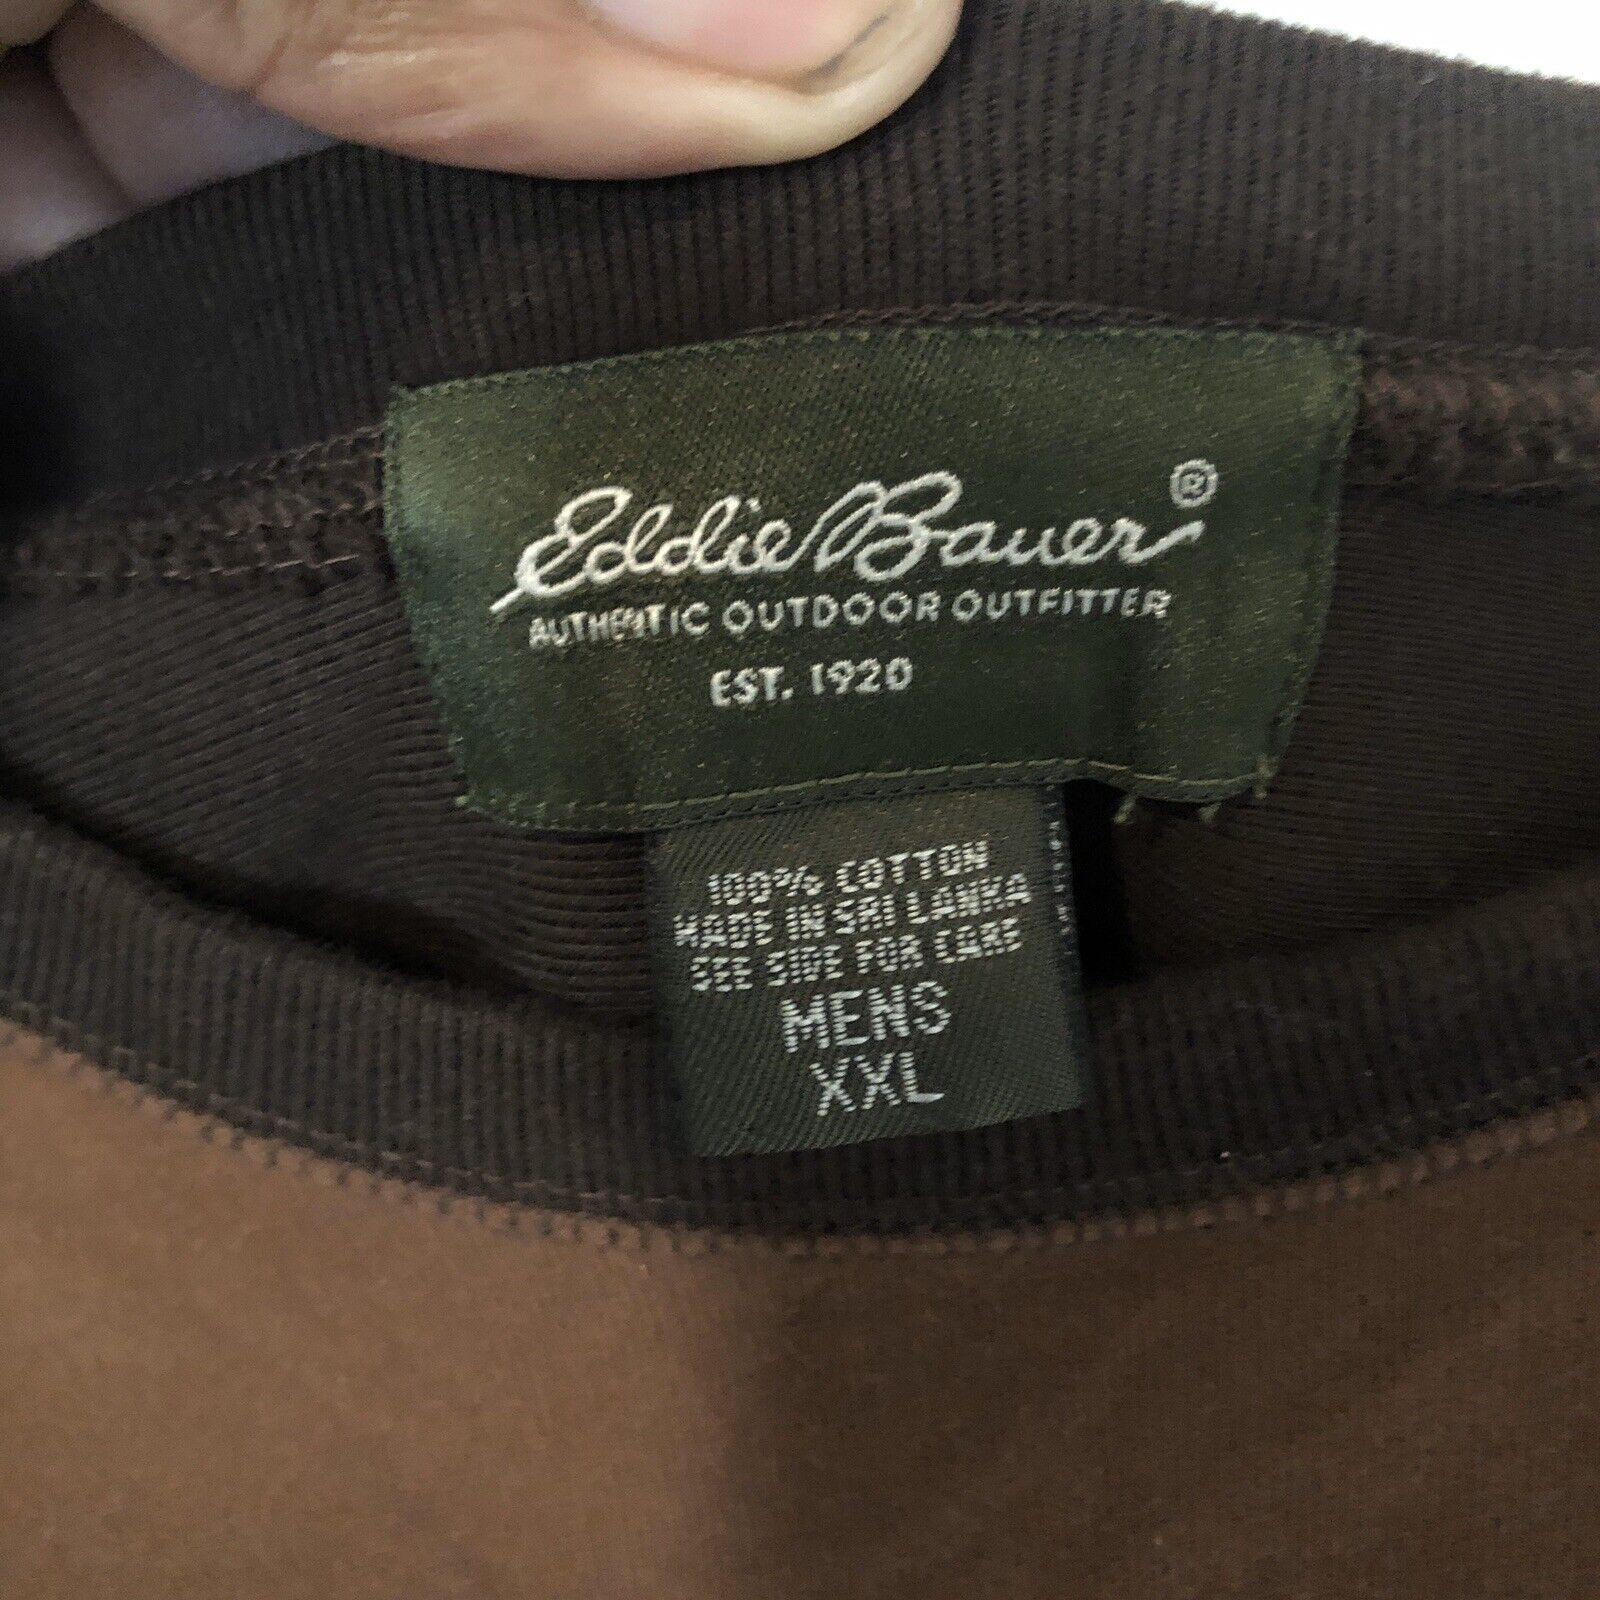 Eddie Bauer®
AUTHENTIC OUTDOOR OUTFITTER
EST. 1920
100% COTTON
MADE IN SRI LANKA
SEE SIDE FOR CARE
MENS
XXL